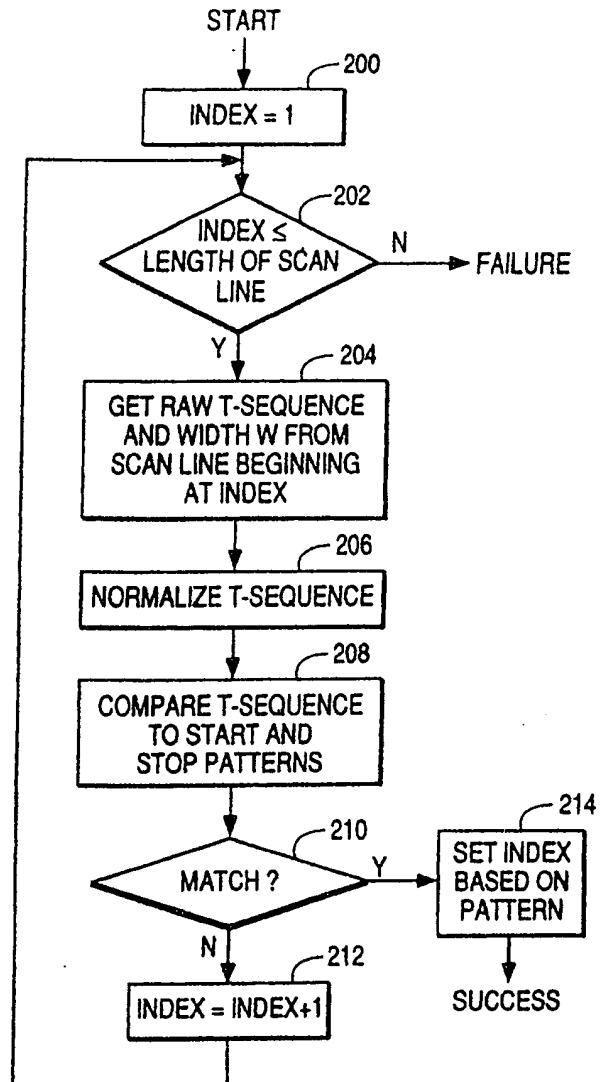 START
200
INDEX = 1
202
INDEX ≤
LENGTH OF SCAN
LINE
N
FAILURE
Y
204
GET RAW T-SEQUENCE
AND WIDTH W FROM
SCAN LINE BEGINNING
AT INDEX
206
NORMALIZE T-SEQUENCE
208
COMPARE T-SEQUENCE
TO START AND
STOP PATTERNS
210
MATCH ?
Y
214
SET INDEX
BASED ON
PATTERN
SUCCESS
N
212
INDEX = INDEX+1